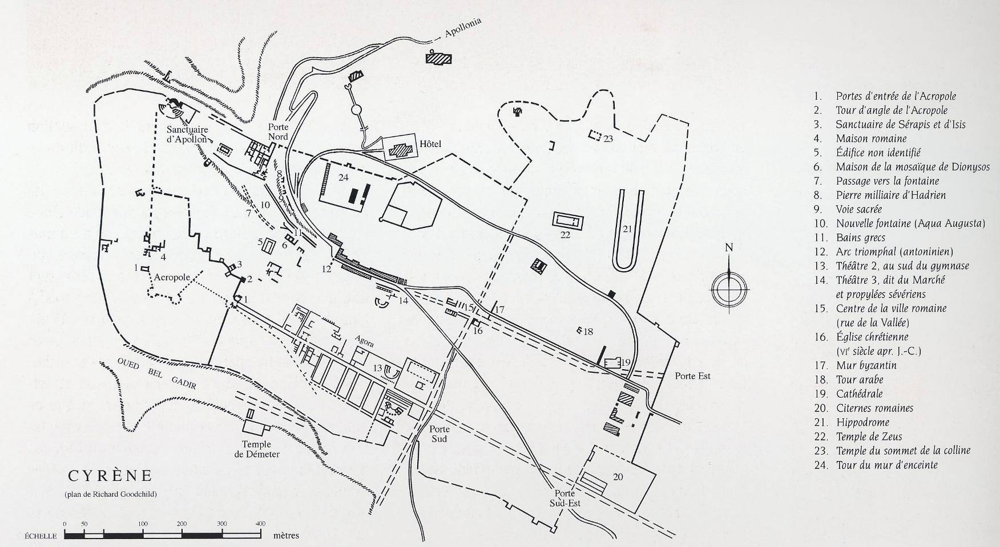 Apollonia
Sanctuaire
d'Apollon
Porte
Nord
Hôtel
23
24
8
9
10
7
22
21
11
5
6
4
1
3
12
Acropole
2
N
1
14
15
17
16
18
Agora
13
19
Porte Est
OUED BEL GADIR
Porte
Sud
Temple
de Démeter
20
Porte
Sud-Est
CYRÈNE
(plan de Richard Goodchild)
0 50 100 200 300 400
ÉCHELLE mètres
1. Portes d'entrée de l'Acropole
2. Tour d'angle de l'Acropole
3. Sanctuaire de Sérapis et d'Isis
4. Maison romaine
5. Édifice non identifié
6. Maison de la mosaïque de Dionysos
7. Passage vers la fontaine
8. Pierre milliaire d'Hadrien
9. Voie sacrée
10. Nouvelle fontaine (Aqua Augusta)
11. Bains grecs
12. Arc triomphal (antoninien)
13. Théâtre 2, au sud du gymnase
14. Théâtre 3, dit du Marché
et propylées sévériens
15. Centre de la ville romaine
(rue de la Vallée)
16. Église chrétienne
(VIe siècle apr. J.-C.)
17. Mur byzantin
18. Tour arabe
19. Cathédrale
20. Citernes romaines
21. Hippodrome
22. Temple de Zeus
23. Temple du sommet de la colline
24. Tour du mur d'enceinte